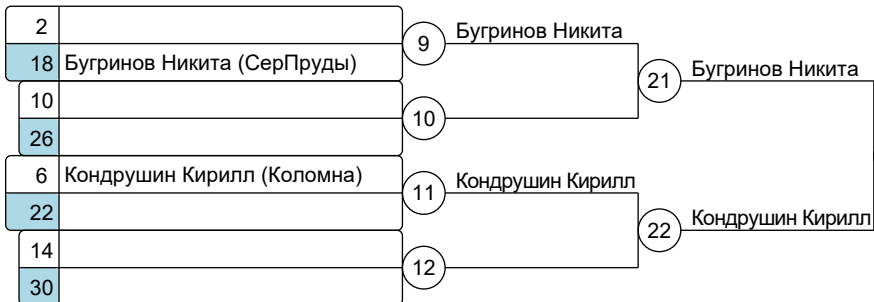 2
9 Бугринов Никита
18 Бугринов Никита (СерПруды)
21 Бугринов Никита
10
10
26
6 Кондрушин Кирилл (Коломна)
11 Кондрушин Кирилл
22
22 Кондрушин Кирилл
14
12
30